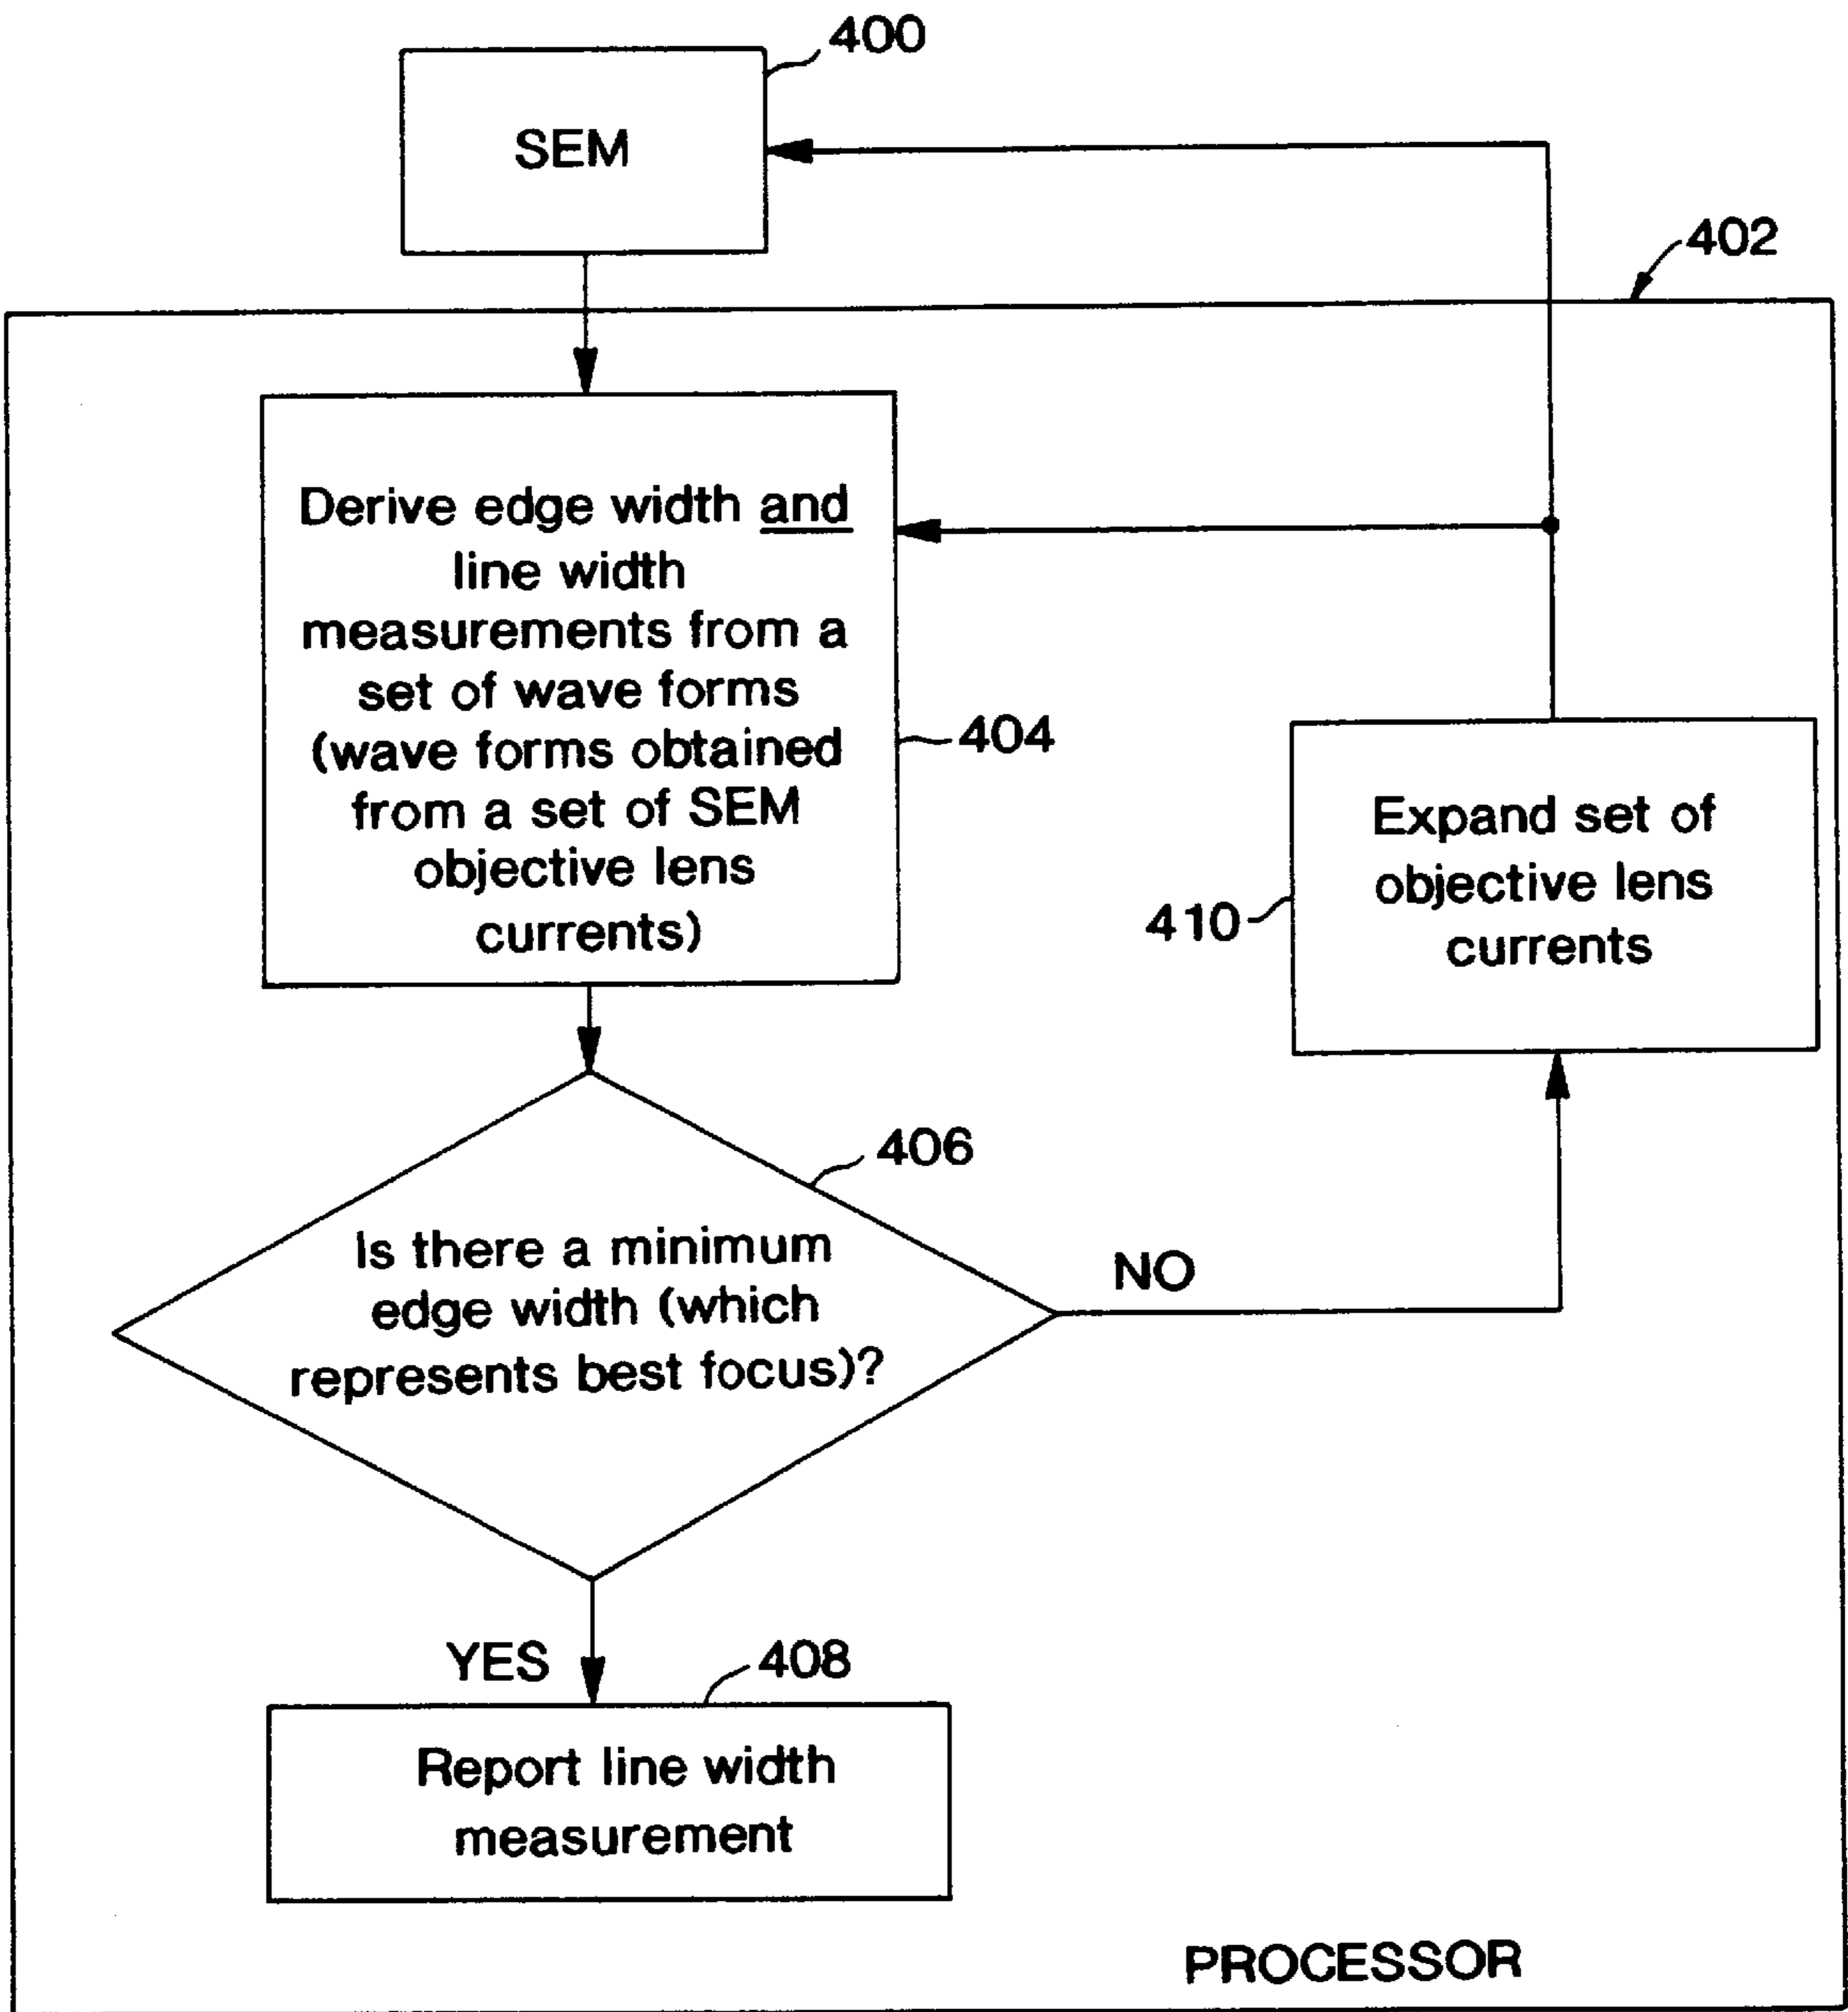 400
SEM
402
Derive edge width and
line width
measurements from a
set of wave forms
(wave forms obtained
from a set of SEM
objective lens
currents)
404
Expand set of
objective lens
currents
410
406
Is there a minimum
edge width (which
represents best focus)?
NO
YES
408
Report line width
measurement
PROCESSOR